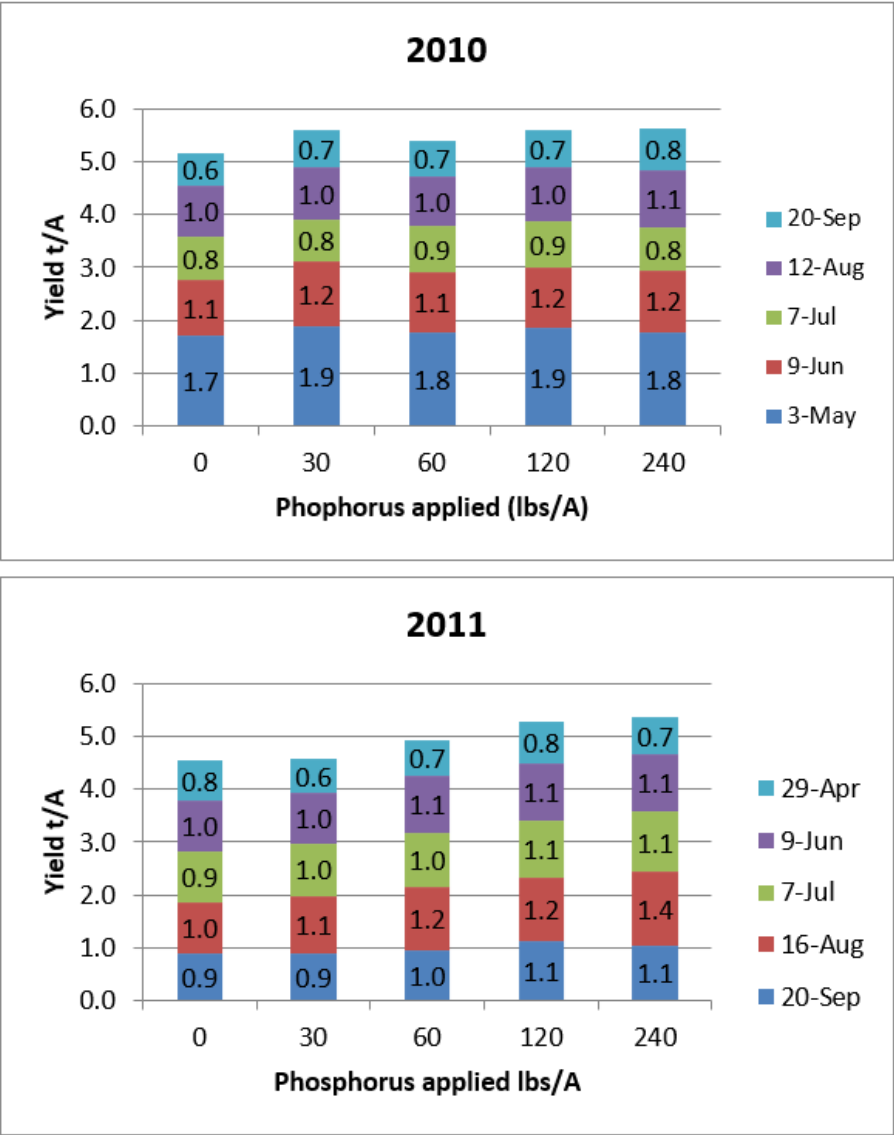 2010
6.0
5.0
4.0
3.0
2.0
1.0
0.0
Yield t/A
0.6 0.7 0.7 0.7 0.8
1.0 1.0 1.0 1.0 1.1
0.8 0.8 0.9 0.9 0.8
1.1 1.2 1.1 1.2 1.2
1.7 1.9 1.8 1.9 1.8
0 30 60 120 240
Phophorus applied (lbs/A)
20-Sep
12-Aug
7-Jul
9-Jun
3-May
2011
6.0
5.0
4.0
3.0
2.0
1.0
0.0
Yield t/A
0.8 0.6 0.7 0.8 0.7
1.0 1.0 1.1 1.1 1.1
0.9 1.0 1.0 1.1 1.1
1.0 1.1 1.2 1.2 1.4
0.9 0.9 1.0 1.1 1.1
0 30 60 120 240
Phosphorus applied lbs/A
29-Apr
9-Jun
7-Jul
16-Aug
20-Sep